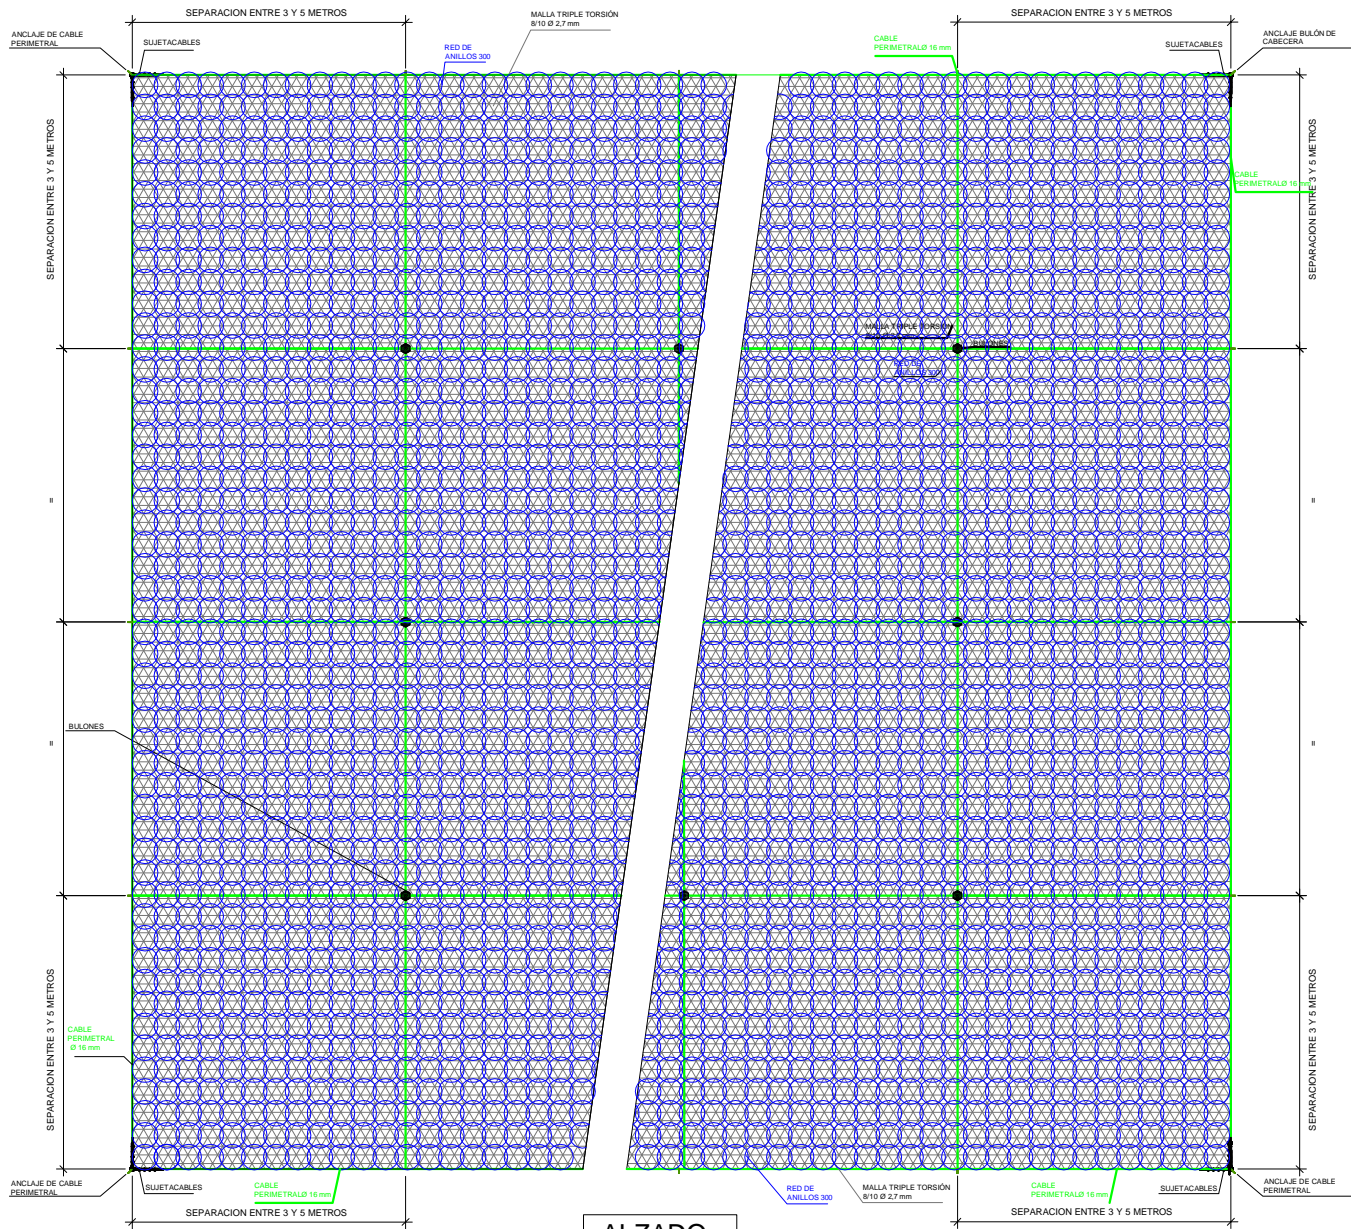 SEPARACION ENTRE 3 Y 5 METROS
SEPARACION ENTRE 3 Y 5 METROS
MALLA TRIPLE TORSIÓN
8/10 Ø 2,7 mm
ANCLAJE DE CABLE
PERIMETRAL
SUJETACABLES
RED DE
ANILLOS 300
CABLE
PERIMETRALØ 16 mm
SUJETACABLES
ANCLAJE BULÓN DE
CABECERA
SEPARACION ENTRE 3 Y 5 METROS
SEPARACION ENTRE 3 Y 5 METROS
CABLE
PERIMETRALØ 16 mm
MALLA TRIPLE TORSIÓN
BULONES
RED DE
ANILLOS 300
=
=
BULONES
=
=
SEPARACION ENTRE 3 Y 5 METROS
SEPARACION ENTRE 3 Y 5 METROS
CABLE
PERIMETRAL
Ø 16 mm
ANCLAJE DE CABLE
PERIMETRAL
SUJETACABLES
CABLE
PERIMETRALØ 16 mm
RED DE
ANILLOS 300
MALLA TRIPLE TORSIÓN
8/10 Ø 2,7 mm
CABLE
PERIMETRALØ 16 mm
SUJETACABLES
ANCLAJE DE CABLE
PERIMETRAL
SEPARACION ENTRE 3 Y 5 METROS
SEPARACION ENTRE 3 Y 5 METROS
ALZADO